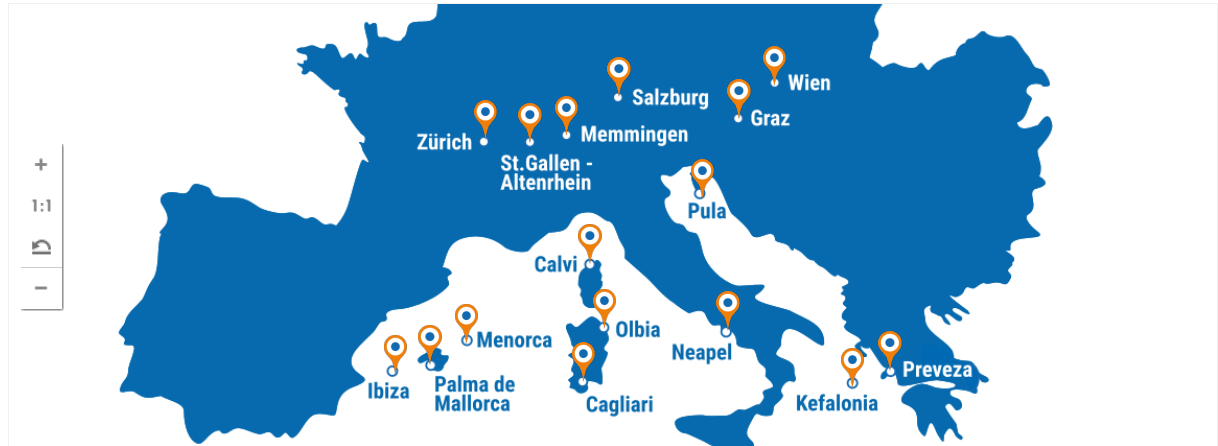 Wien
Salzburg
Graz
Memmingen
Zürich
St.Gallen -
Altenrhein
+
1:1
−
Pula
Calvi
Olbia
Menorca
Neapel
Preveza
Ibiza
Palma de
Mallorca
Cagliari
Kefalonia